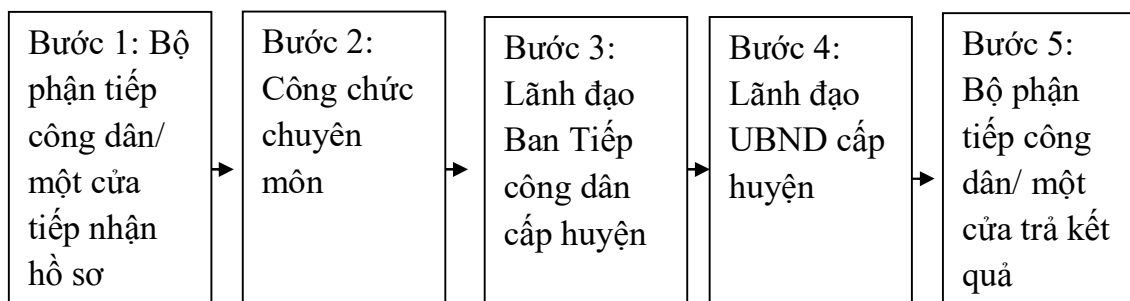 Bước 1: Bộ
phận tiếp
công dân/
một cửa
tiếp nhận
hồ sơ
Bước 2:
Công chức
chuyên
môn
Bước 3:
Lãnh đạo
Ban Tiếp
công dân
cấp huyện
Bước 4:
Lãnh đạo
UBND cấp
huyện
Bước 5:
Bộ phận
tiếp công
dân/ một
cửa trả kết
quả